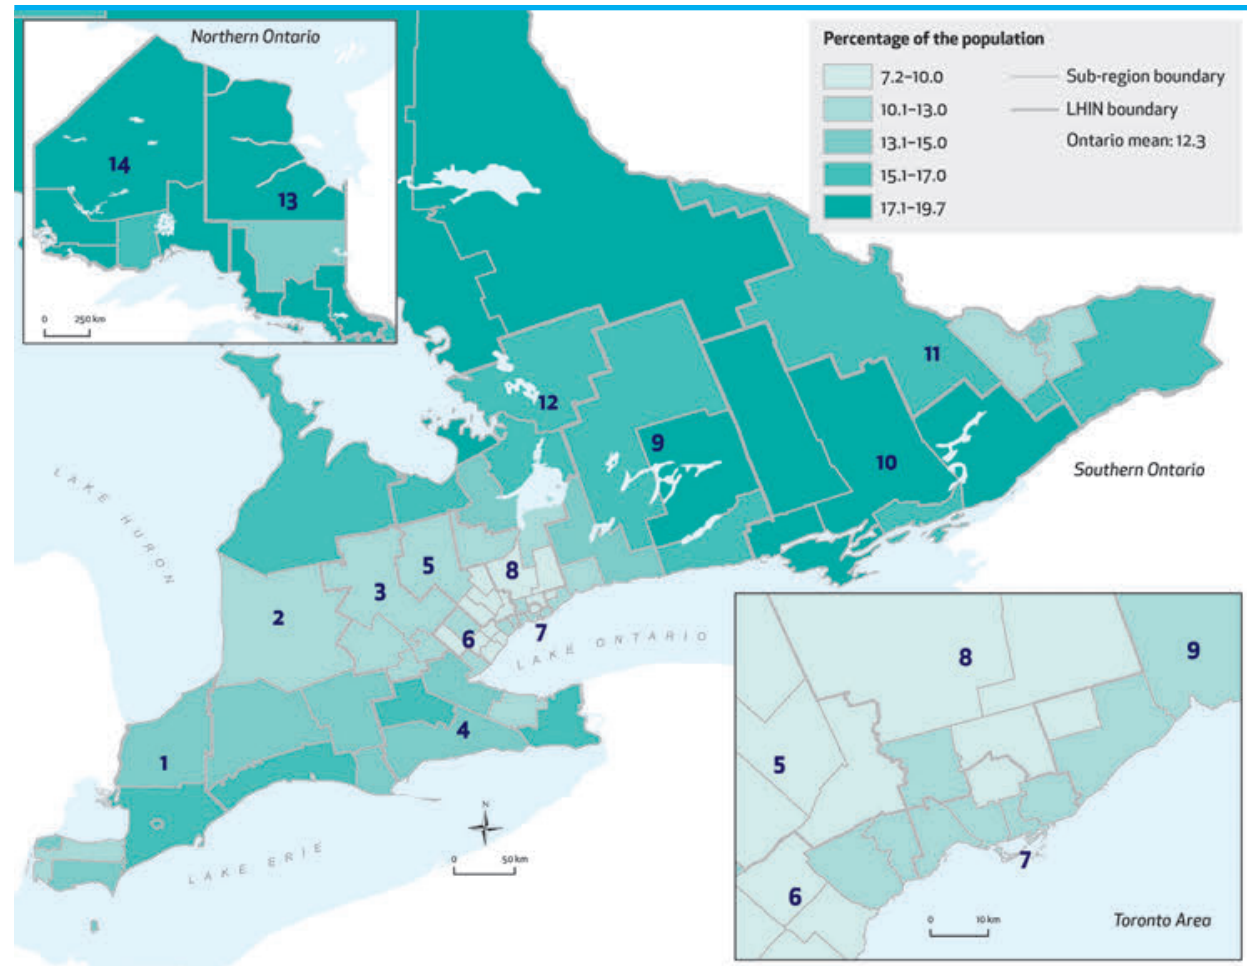 Northern Ontario
14
13
0 250 km
Percentage of the population
7.2–10.0
10.1–13.0
13.1–15.0
15.1–17.0
17.1–19.7
Sub-region boundary
LHIN boundary
Ontario mean: 12.3
11
12
9
10
Southern Ontario
LAKE HURON
5
8
3
2
6
7
LAKE ONTARIO
4
1
N
0 50 km
LAKE ERIE
8
9
5
7
6
0 10 km
Toronto Area